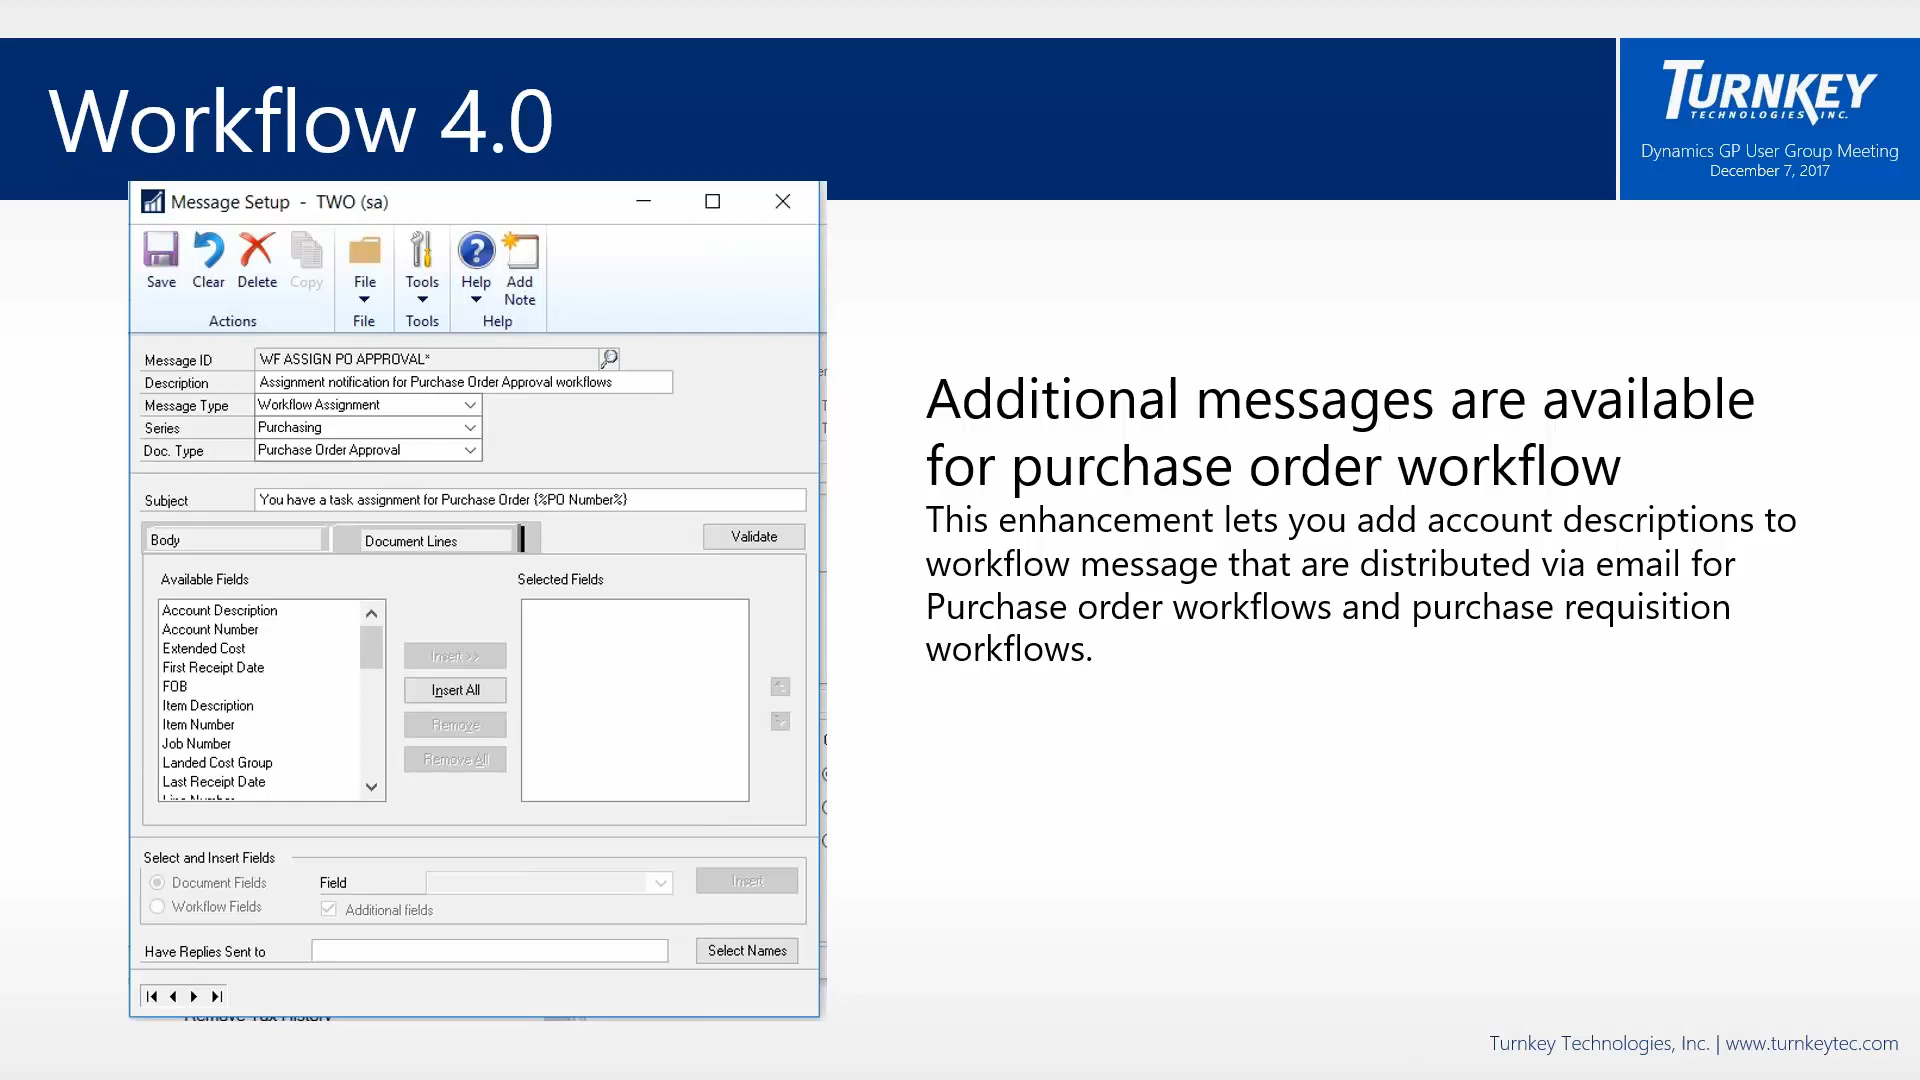 Workflow 4.0
TURNKEY
TECHNOLOGIES, INC.
Dynamics GP User Group Meeting
December 7, 2017
Message Setup - TWO (sa)
Save Clear Delete Copy File Tools Help Add Note
Actions File Tools Help
Message ID WF ASSIGN PO APPROVAL*
Description Assignment notification for Purchase Order Approval workflows
Message Type Workflow Assignment
Series Purchasing
Doc. Type Purchase Order Approval
Subject You have a task assignment for Purchase Order {%PO Number%}
Body Document Lines Validate
Available Fields Selected Fields
Account Description
Account Number
Extended Cost
First Receipt Date
FOB
Item Description
Item Number
Job Number
Landed Cost Group
Last Receipt Date
Insert >>
Insert All
Remove
Remove All
Select and Insert Fields
Document Fields Field Insert
Workflow Fields Additional fields
Have Replies Sent to Select Names
Additional messages are available
for purchase order workflow
This enhancement lets you add account descriptions to
workflow message that are distributed via email for
Purchase order workflows and purchase requisition
workflows.
Turnkey Technologies, Inc. | www.turnkeytec.com